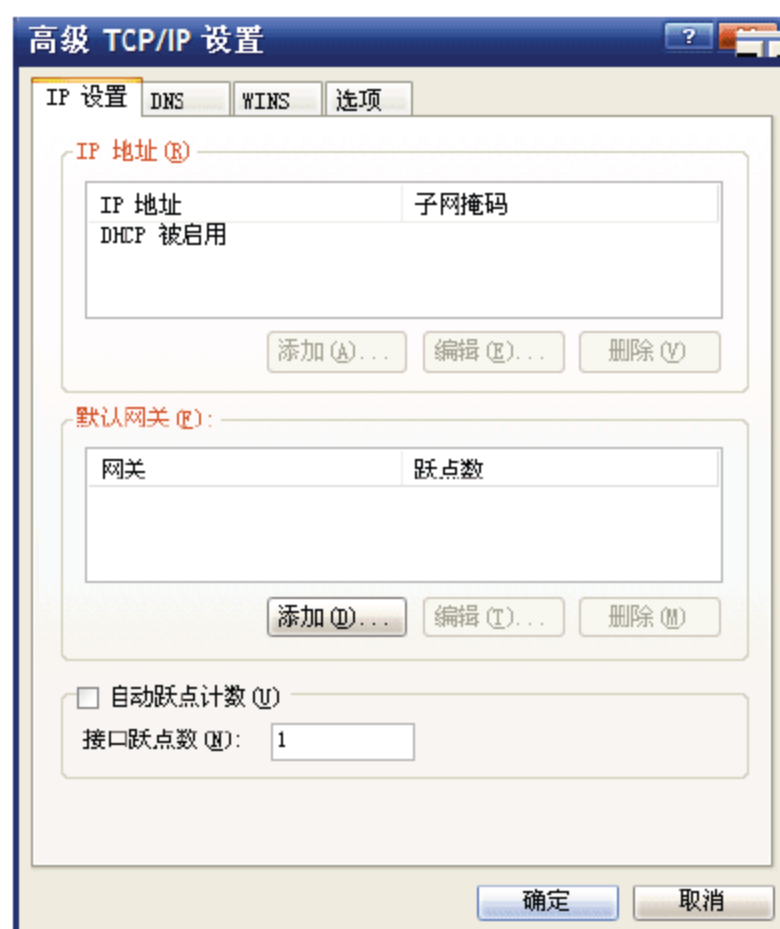 高级 TCP/IP 设置 ?
IP 设置 DNS WINS 选项
IP 地址(R)
IP 地址 子网掩码
DHCP 被启用
添加(A)... 编辑(E)... 删除(V)
默认网关(F):
网关 跃点数
添加(D)... 编辑(T)... 删除(M)
自动跃点计数(U)
接口跃点数(N): 1
确定 取消